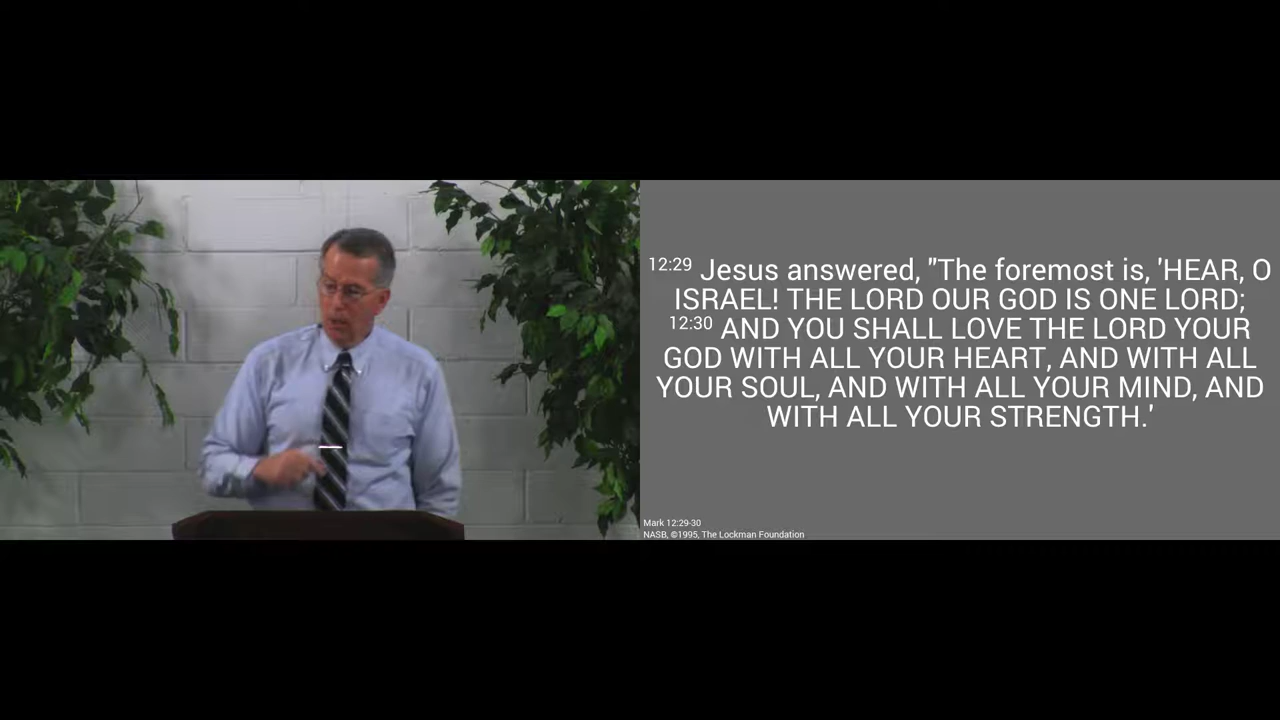 12:29 Jesus answered, "The foremost is, 'HEAR, O
ISRAEL! THE LORD OUR GOD IS ONE LORD;
12:30 AND YOU SHALL LOVE THE LORD YOUR
GOD WITH ALL YOUR HEART, AND WITH ALL
YOUR SOUL, AND WITH ALL YOUR MIND, AND
WITH ALL YOUR STRENGTH.'
Mark 12:29-30
NASB, ©1995, The Lockman Foundation